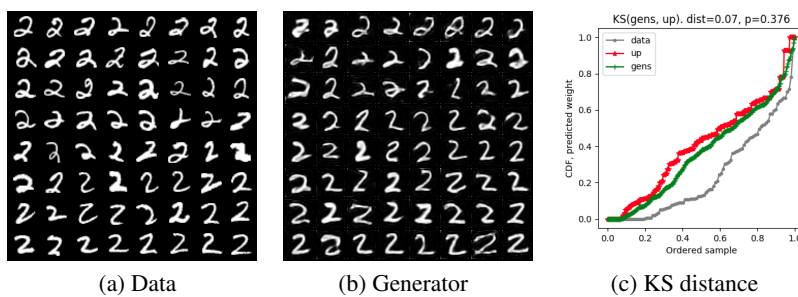 KS(gens, up). dist=0.07, p=0.376
data
up
gens
CDF, predicted weight
1.0
0.8
0.6
0.4
0.2
0.0
0.0 0.2 0.4 0.6 0.8 1.0
Ordered sample
(a) Data
(b) Generator
(c) KS distance